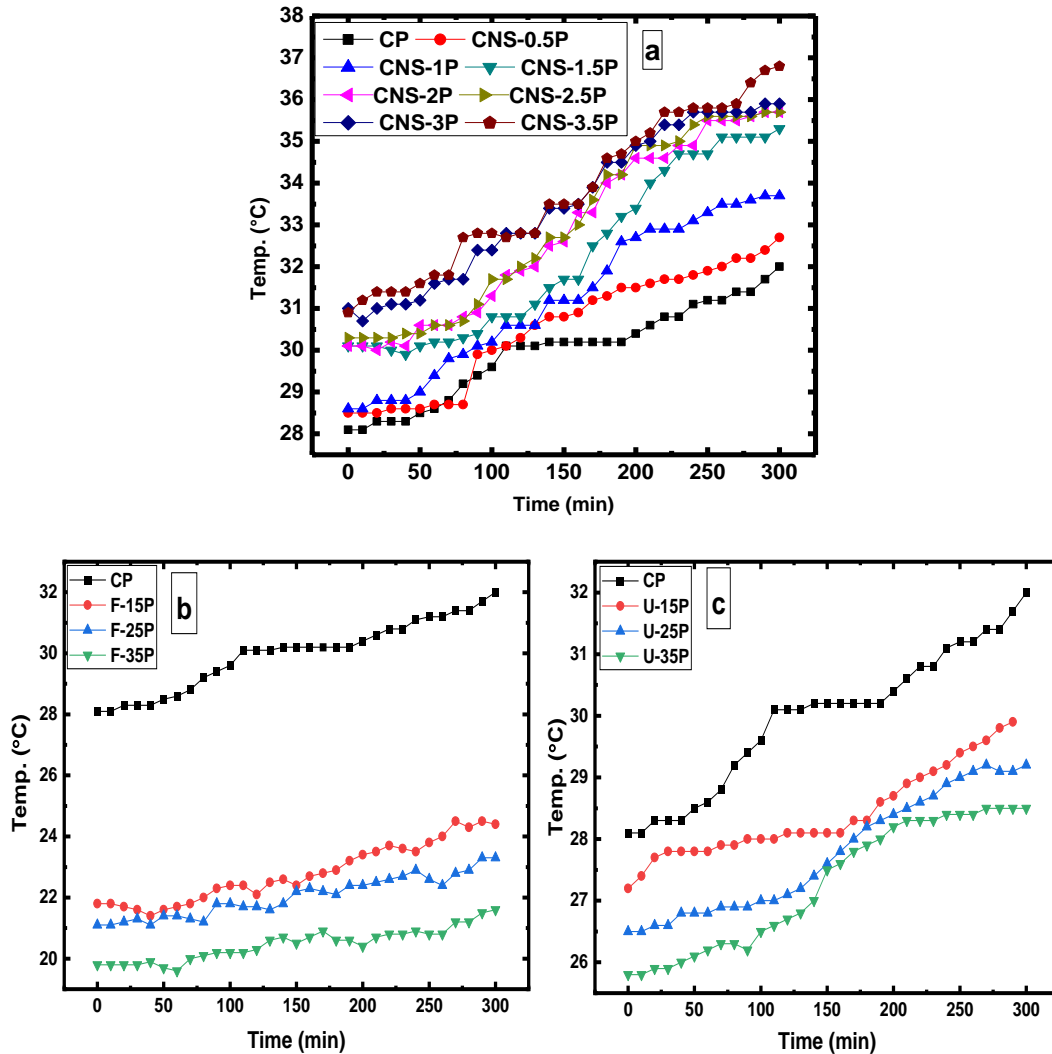 38
37
36
35
34
33
32
31
30
29
28
Temp. (°C)
CP CNS-0.5P
CNS-1P CNS-1.5P
CNS-2P CNS-2.5P
CNS-3P CNS-3.5P
a
0 50 100 150 200 250 300
Time (min)
32
30
28
26
24
22
20
Temp. (°C)
CP
F-15P
F-25P
F-35P
b
0 50 100 150 200 250 300
Time (min)
32
31
30
29
28
27
26
Temp. (°C)
CP
U-15P
U-25P
U-35P
c
0 50 100 150 200 250 300
Time (min)